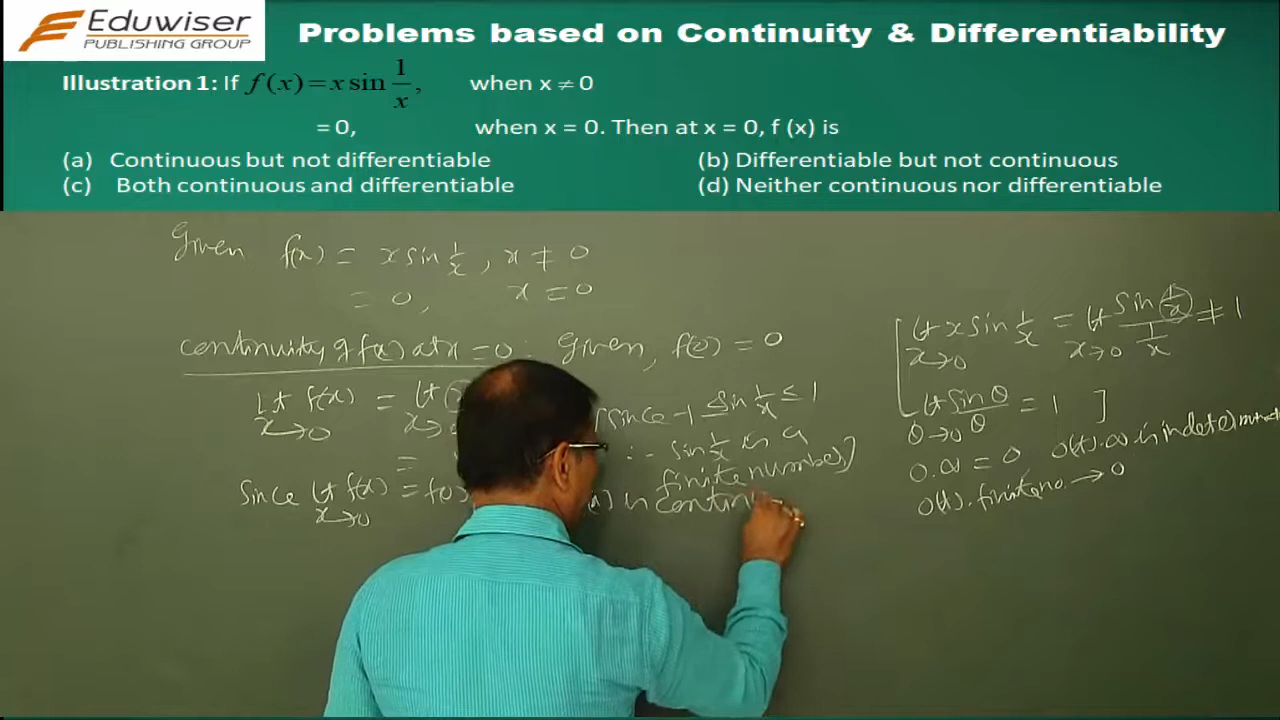 Eduwiser
PUBLISHING GROUP
Problems based on Continuity & Differentiability
Illustration 1: If f(x) = x sin 1/x, when x ≠ 0
= 0, when x = 0. Then at x = 0, f (x) is
(a) Continuous but not differentiable
(b) Differentiable but not continuous
(c) Both continuous and differentiable
(d) Neither continuous nor differentiable
Given f(x) = x sin 1/x, x ≠ 0
= 0, x = 0
continuity of f(x) at x = 0: Given, f(0) = 0
Lt x→0 f(x) = Lt
=
[since -1 ≤ sin 1/x ≤ 1
∴ sin 1/x is a
finite number]
Since Lt x→0 f(x) = f(0) is continu
[Lt x→0 x sin 1/x = Lt x→0 sin(1/x) / 1/x ≠ 1
Lt θ→0 sin θ / θ = 1 ]
0.∞ = 0 0(t).∞ is indeterminate
0(t). finite no. → 0